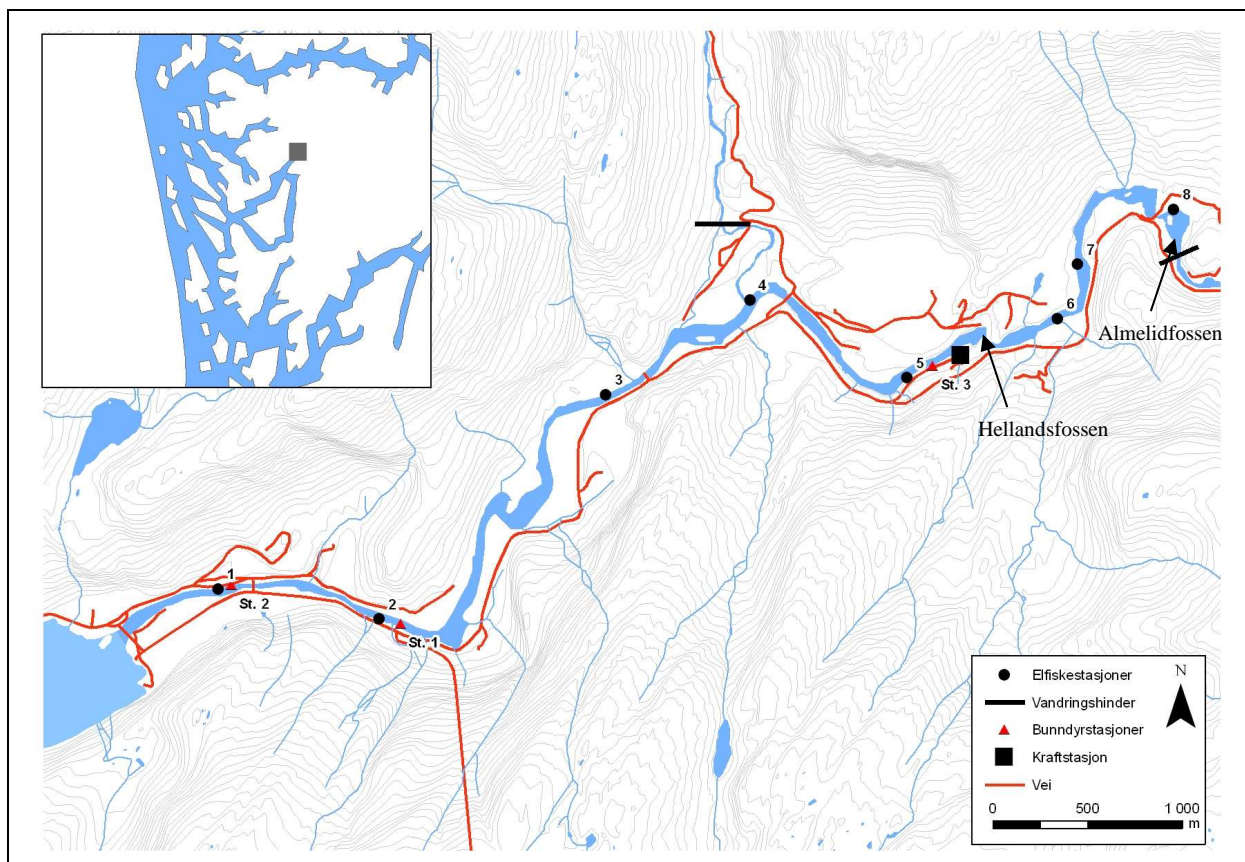 8
7
Almelidfossen
4
6
5
St. 3
Hellandsfossen
3
1
St. 2
2
St. 1
N
Elfiskestasjoner
Vandringshinder
Bunndyrstasjoner
Kraftstasjon
Vei
0 500 1 000
m